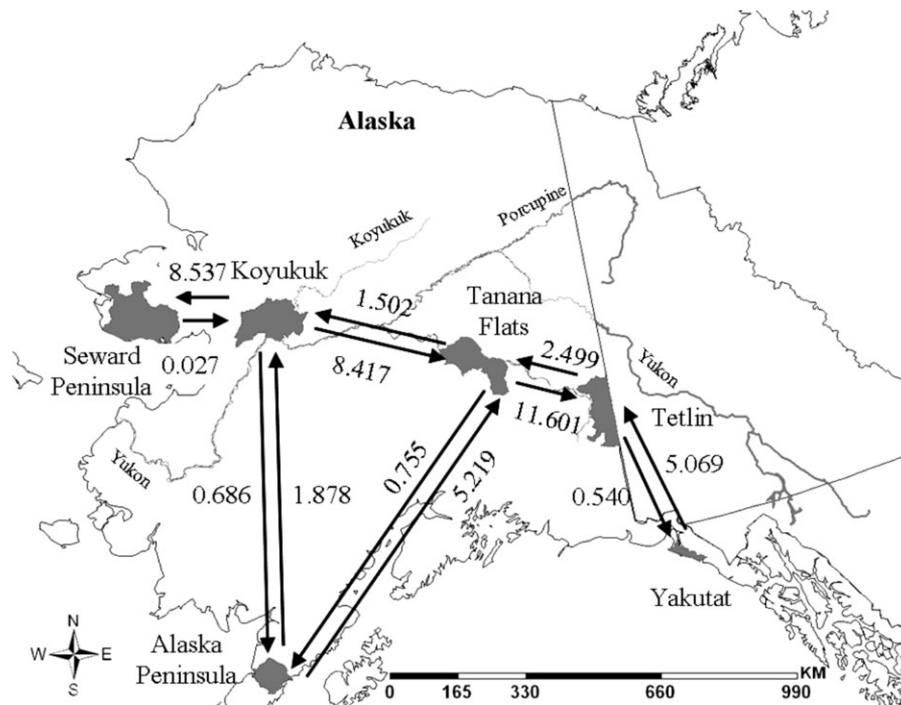 Alaska
Porcupine
Koyukuk
8.537
Koyukuk
1.502
Tanana
Flats
2.499
Seward
Peninsula
0.027
8.417
Yukon
11.601
Tetlin
Yukon
0.686
1.878
0.755
5.219
0.540
5.069
Yakutat
N
W
E
S
Alaska
Peninsula
KM
0
165
330
660
990